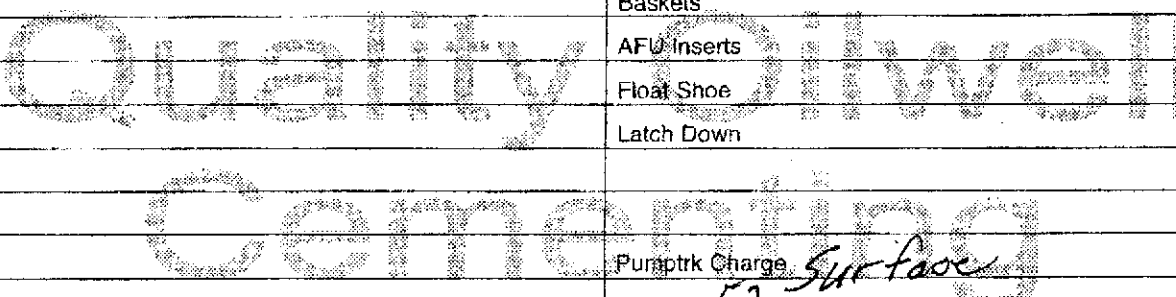 Baskets
Quality Oilwell
AFU Inserts
Float Shoe
Latch Down
Cementing
Pumptrk Charge Surface